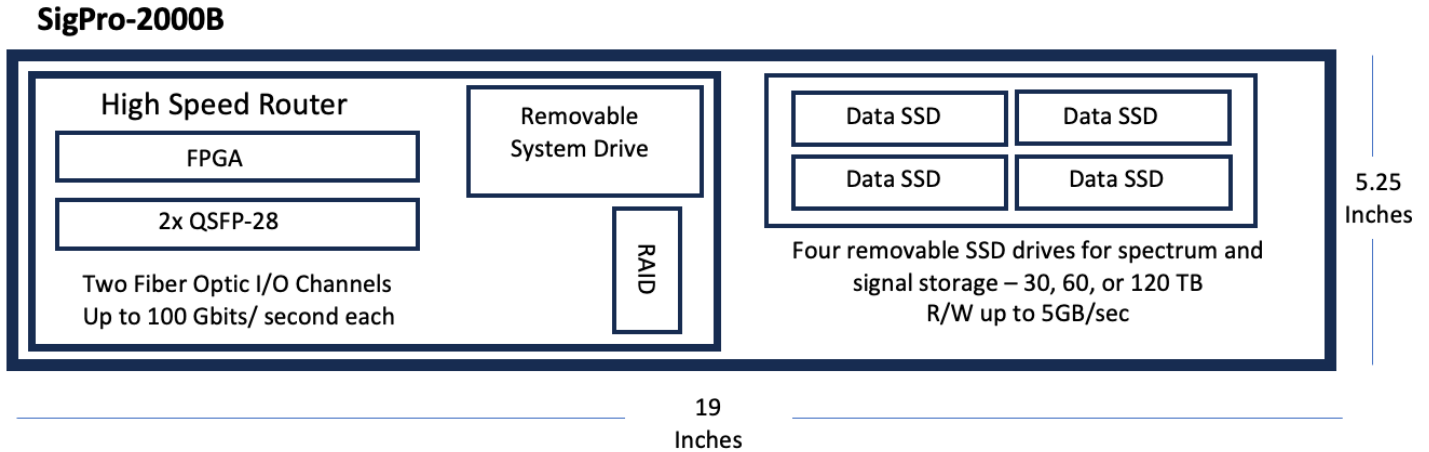 SigPro-2000B
High Speed Router
FPGA
2x QSFP-28
Two Fiber Optic I/O Channels
Up to 100 Gbits/ second each
Removable
System Drive
RAID
Data SSD
Data SSD
Data SSD
Data SSD
Four removable SSD drives for spectrum and
signal storage – 30, 60, or 120 TB
R/W up to 5GB/sec
5.25
Inches
19
Inches